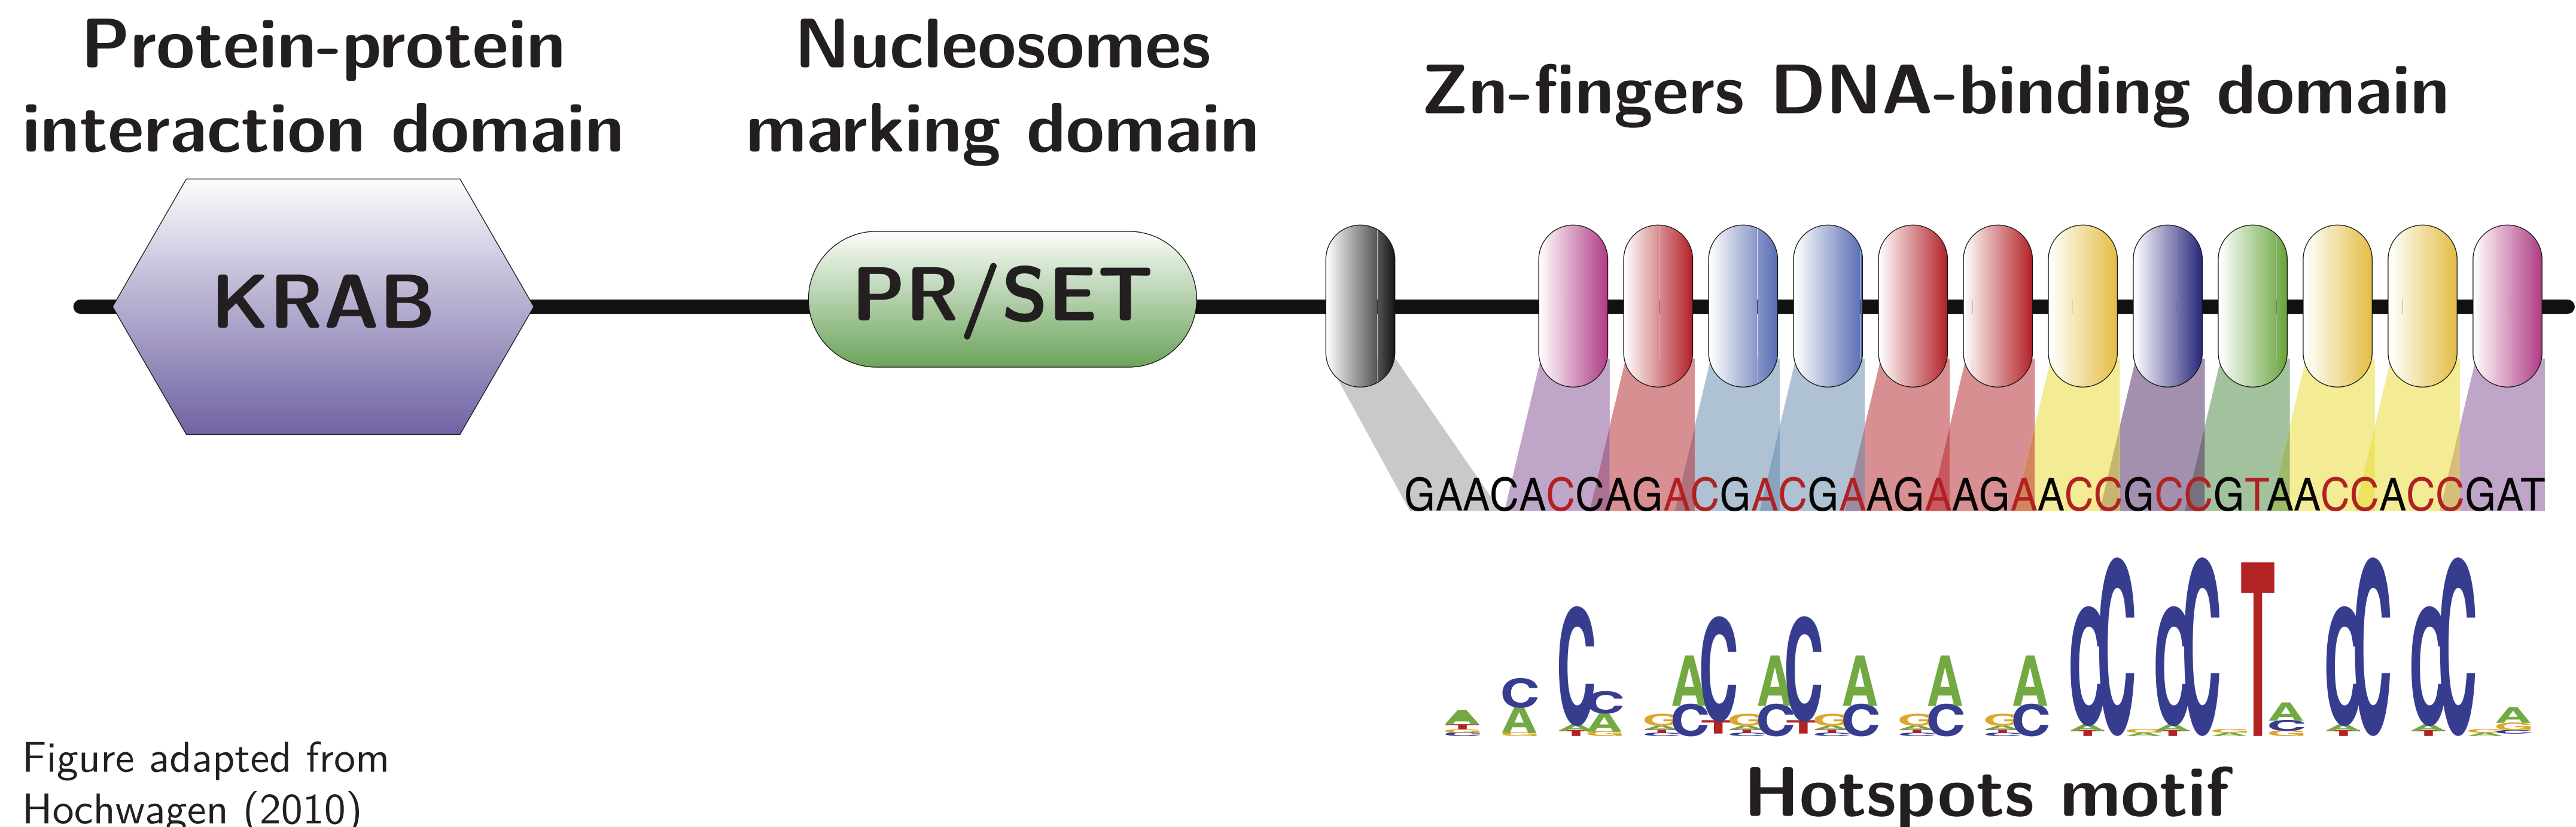 Protein-protein
interaction domain
Nucleosomes
marking domain
Zn-fingers DNA-binding domain
KRAB
PR/SET
GAACACCAGACGACGAAGAAGAACCGCCGTAACCACCGAT
Hotspots motif
Figure adapted from
Hochwagen (2010)